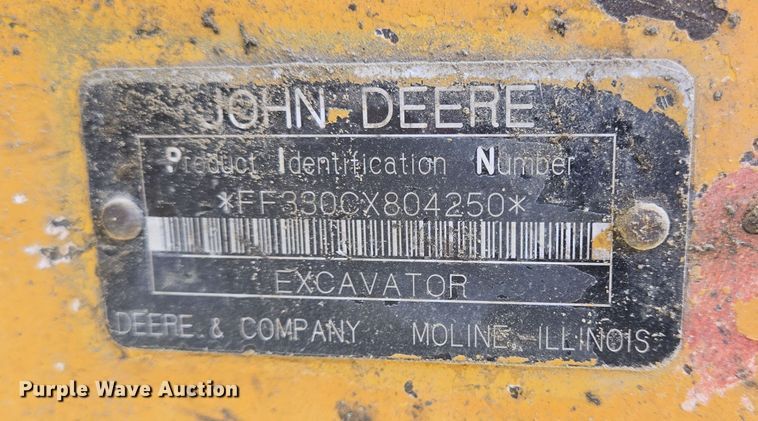 JOHN DEERE
Product Identification Number
*FF330CX804250*
EXCAVATOR
DEERE & COMPANY MOLINE, ILLINOIS
Purple Wave Auction